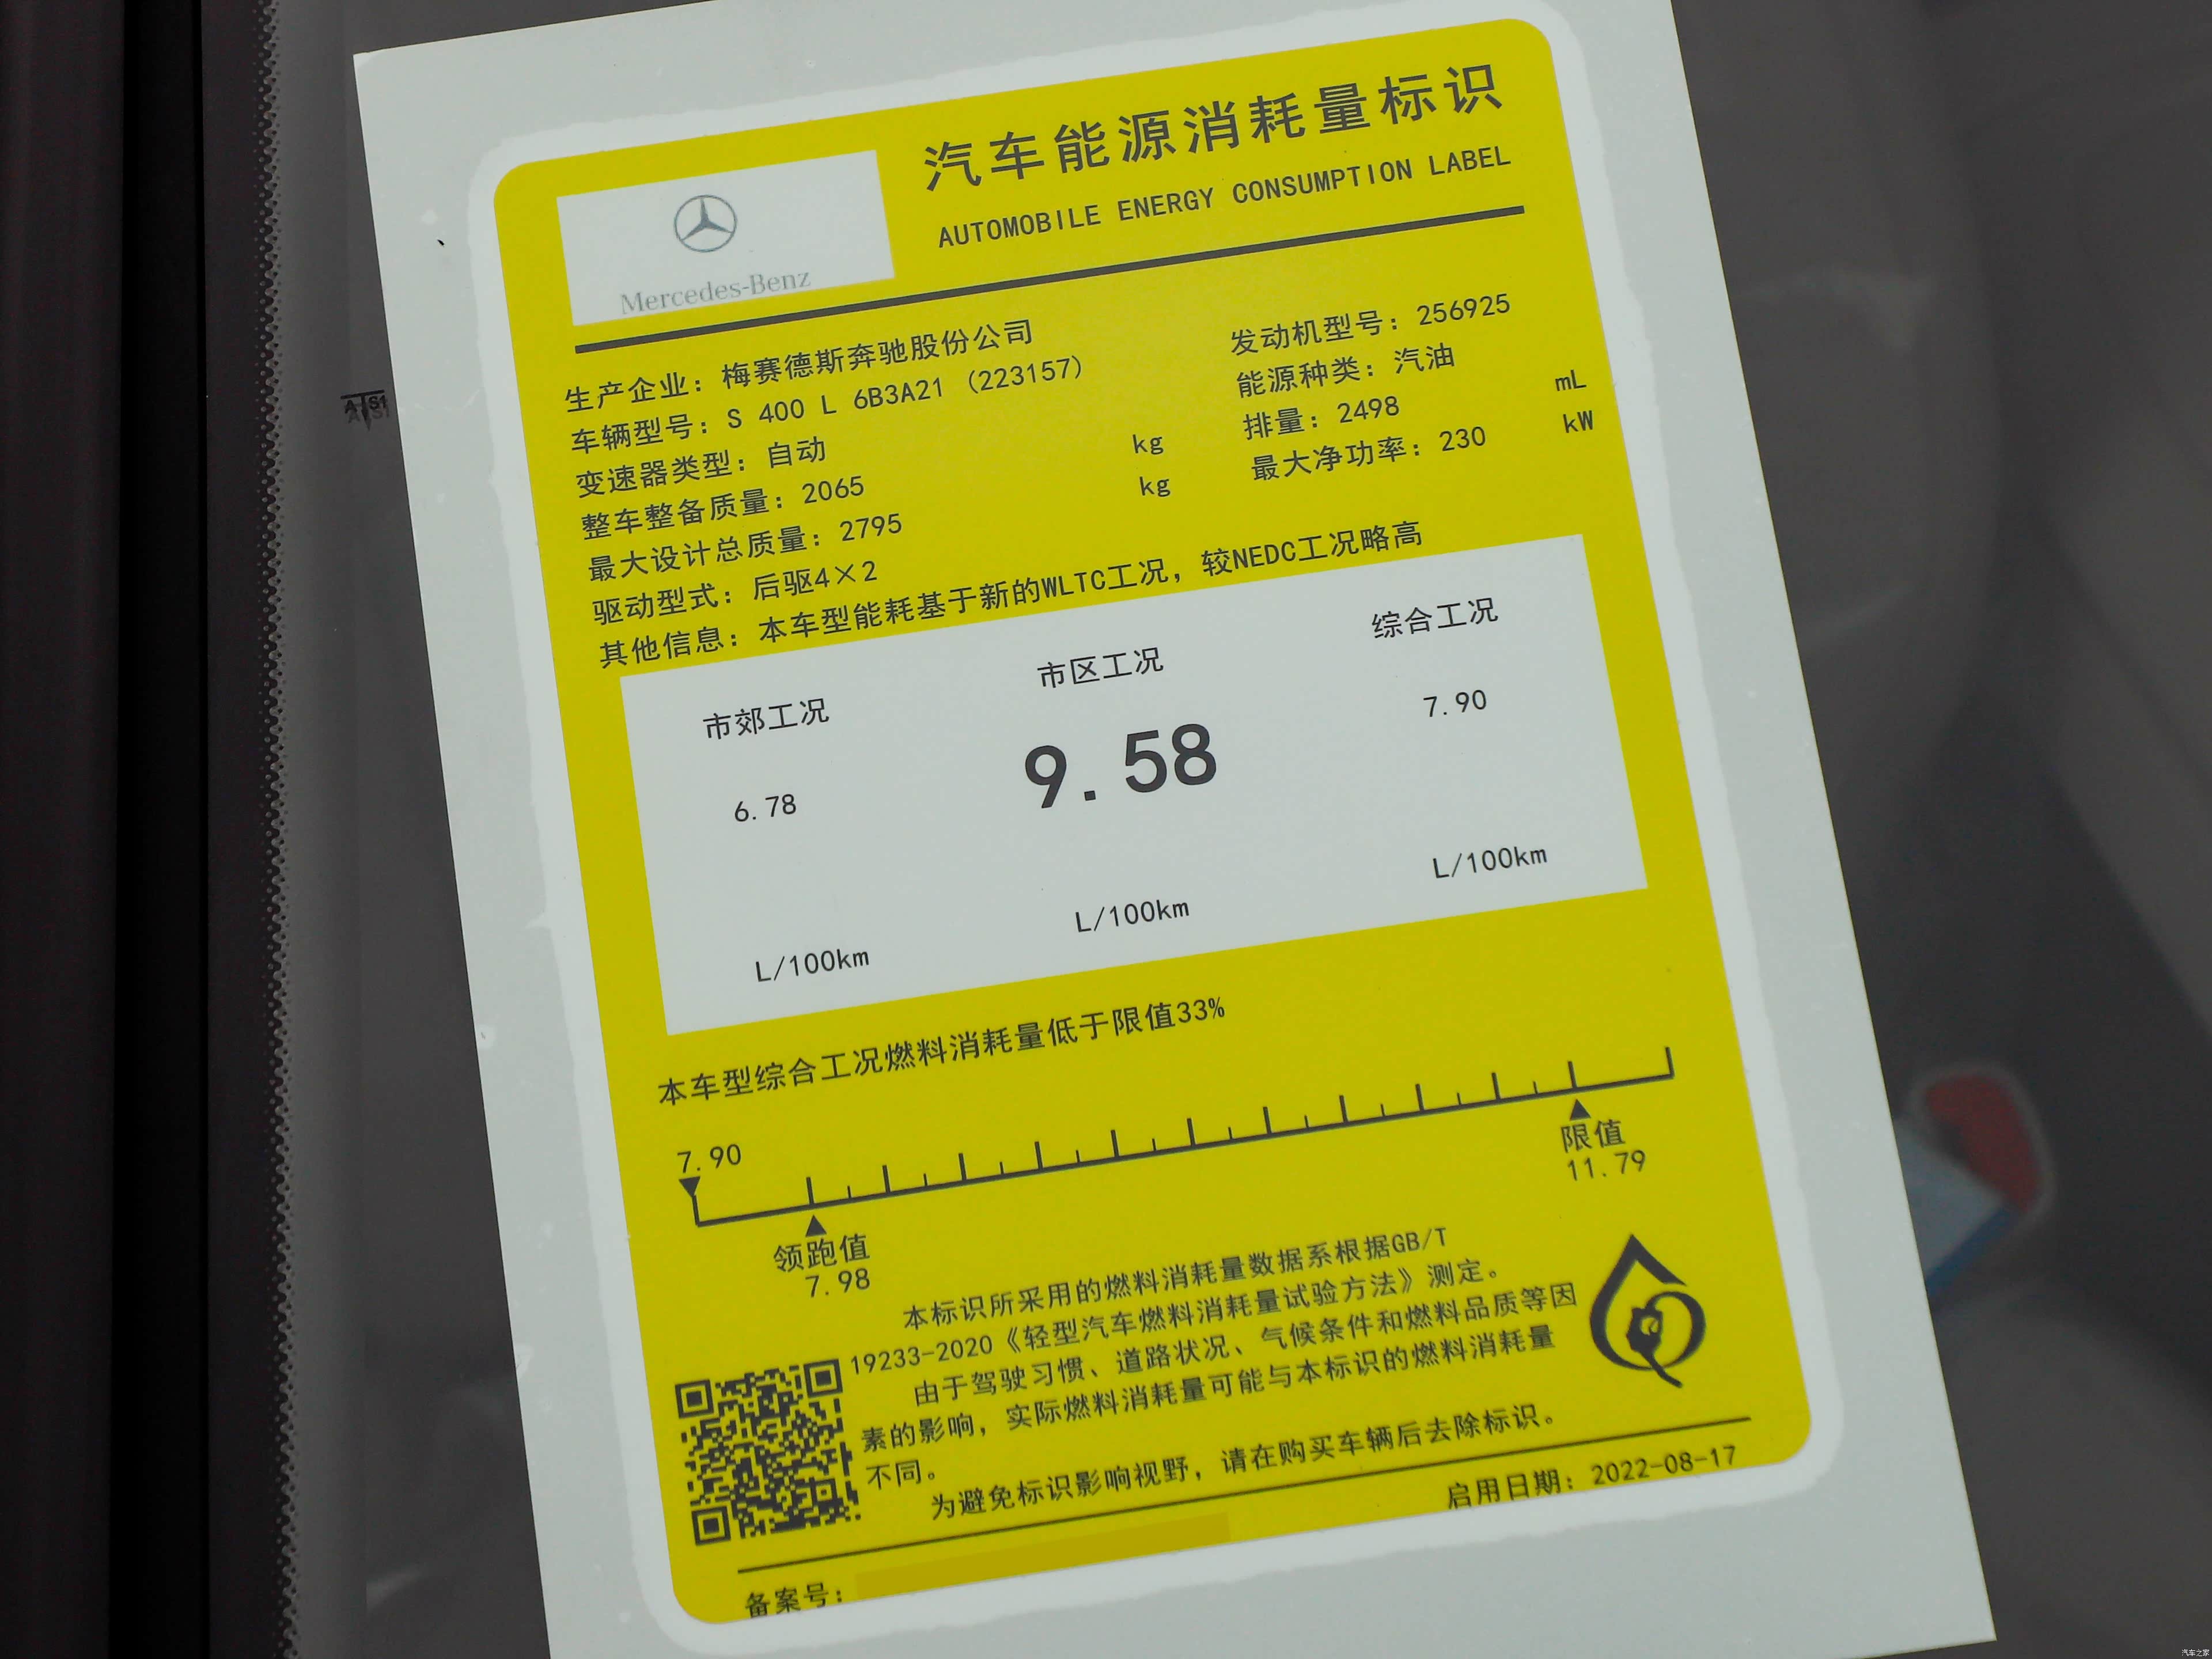 汽车能源消耗量标识
AUTOMOBILE ENERGY CONSUMPTION LABEL
Mercedes-Benz
生产企业：梅赛德斯奔驰股份公司
车辆型号：S 400 L 6B3A21 (223157)
变速器类型：自动
整车整备质量：2065 kg
最大设计总质量：2795 kg
驱动型式：后驱4×2
其他信息：本车型能耗基于新的WLTC工况，较NEDC工况略高
发动机型号：256925
能源种类：汽油
排量：2498 mL
最大净功率：230 kW
市郊工况
6.78
L/100km
市区工况
9.58
L/100km
综合工况
7.90
L/100km
本车型综合工况燃料消耗量低于限值33%
7.90
领跑值
7.98
限值
11.79
本标识所采用的燃料消耗量数据系根据GB/T
19233-2020《轻型汽车燃料消耗量试验方法》测定。
由于驾驶习惯、道路状况、气候条件和燃料品质等因
素的影响，实际燃料消耗量可能与本标识的燃料消耗量
不同。
为避免标识影响视野，请在购买车辆后去除标识。
备案号：
启用日期：2022-08-17
汽车之家